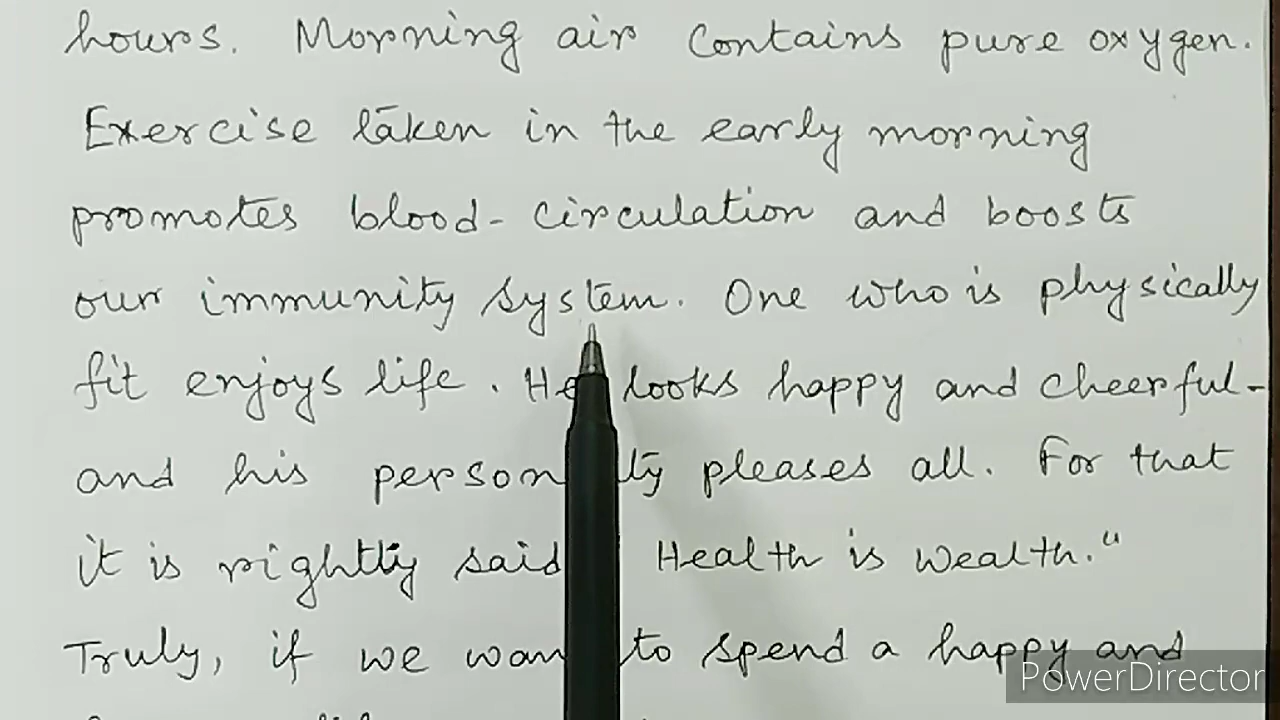 hours. Morning air contains pure oxygen.
Exercise taken in the early morning
promotes blood-circulation and boosts
our immunity system. One who is physically
fit enjoys life. He looks happy and cheerful-
and his pleases all. For that
it is rightly said Health is wealth."
Truly, if we to spend a happy and
PowerDirector